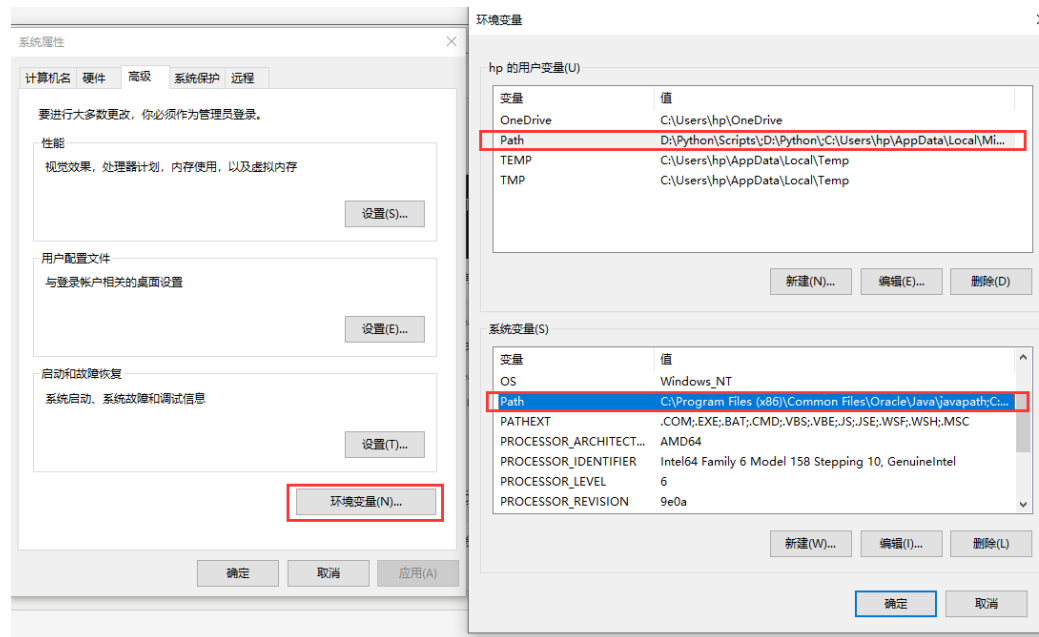 系统属性
计算机名 硬件 高级 系统保护 远程
要进行大多数更改，你必须作为管理员登录。
性能
视觉效果，处理器计划，内存使用，以及虚拟内存
设置(S)...
用户配置文件
与登录帐户相关的桌面设置
设置(E)...
启动和故障恢复
系统启动、系统故障和调试信息
设置(T)...
环境变量(N)...
确定 取消 应用(A)
环境变量
hp 的用户变量(U)
变量 值
OneDrive C:\Users\hp\OneDrive
Path D:\Python\Scripts\;D:\Python\;C:\Users\hp\AppData\Local\Mi...
TEMP C:\Users\hp\AppData\Local\Temp
TMP C:\Users\hp\AppData\Local\Temp
新建(N)... 编辑(E)... 删除(D)
系统变量(S)
变量 值
OS Windows_NT
Path C:\Program Files (x86)\Common Files\Oracle\Java\javapath;C:...
PATHEXT .COM;.EXE;.BAT;.CMD;.VBS;.VBE;.JS;.JSE;.WSF;.WSH;.MSC
PROCESSOR_ARCHITECT... AMD64
PROCESSOR_IDENTIFIER Intel64 Family 6 Model 158 Stepping 10, GenuineIntel
PROCESSOR_LEVEL 6
PROCESSOR_REVISION 9e0a
新建(W)... 编辑(I)... 删除(L)
确定 取消